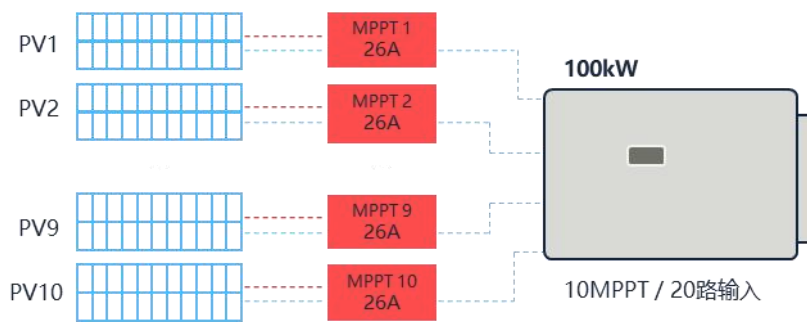 PV1
MPPT 1
26A
100kW
PV2
MPPT 2
26A
PV9
MPPT 9
26A
PV10
MPPT 10
26A
10MPPT / 20路输入